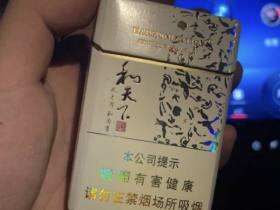 和天下
本公司提示
吸烟有害健康
请勿在禁烟场所吸烟